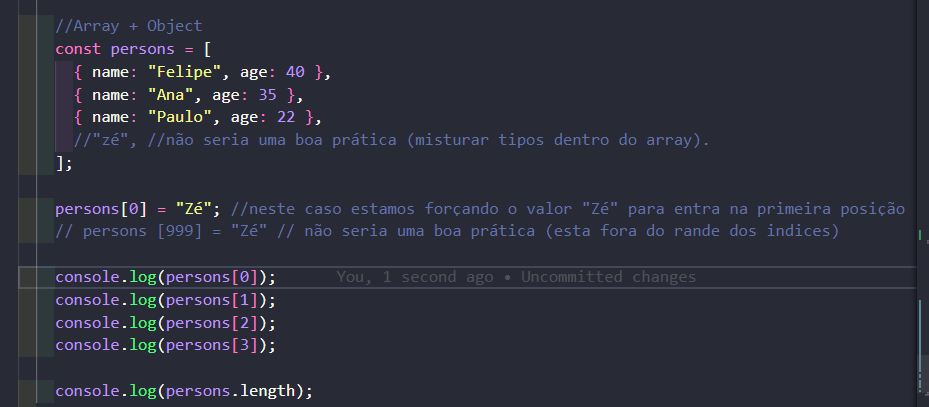 //Array + Object
const persons = [
{ name: "Felipe", age: 40 },
{ name: "Ana", age: 35 },
{ name: "Paulo", age: 22 },
//"zé", //não seria uma boa prática (misturar tipos dentro do array).
];
persons[0] = "Zé"; //neste caso estamos forçando o valor "Zé" para entra na primeira posição
// persons [999] = "Zé" // não seria uma boa prática (esta fora do rande dos indices)
console.log(persons[0]); You, 1 second ago • Uncommitted changes
console.log(persons[1]);
console.log(persons[2]);
console.log(persons[3]);
console.log(persons.length);